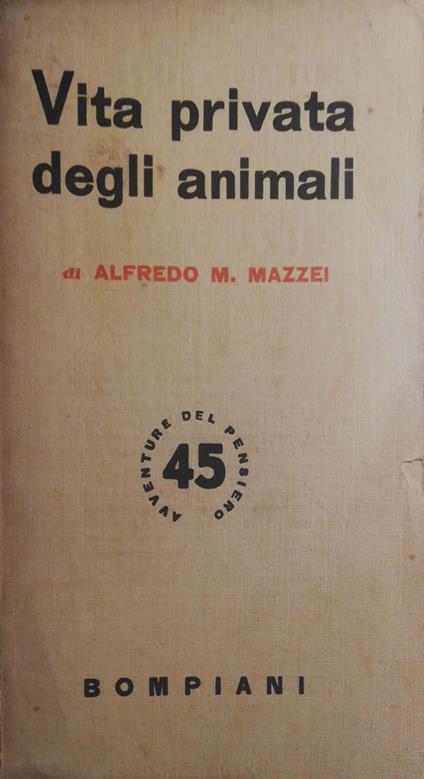 Vita privata
degli animali
di ALFREDO M. MAZZEI
AVVENTURE DEL PENSIERO
45
BOMPIANI